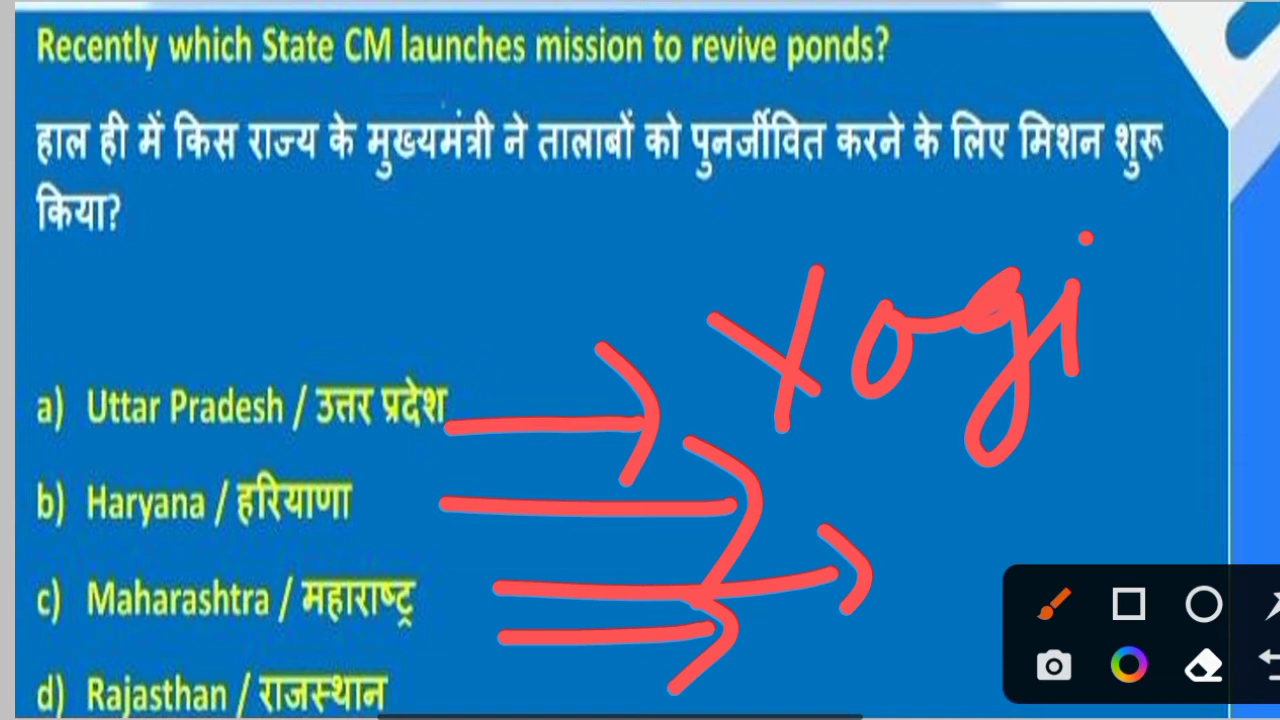 Recently which State CM launches mission to revive ponds?
हाल ही में किस राज्य के मुख्यमंत्री ने तालाबों को पुनर्जीवित करने के लिए मिशन शुरू
किया?
Yogi
a) Uttar Pradesh / उत्तर प्रदेश
b) Haryana / हरियाणा
c) Maharashtra / महाराष्ट्र
d) Rajasthan / राजस्थान